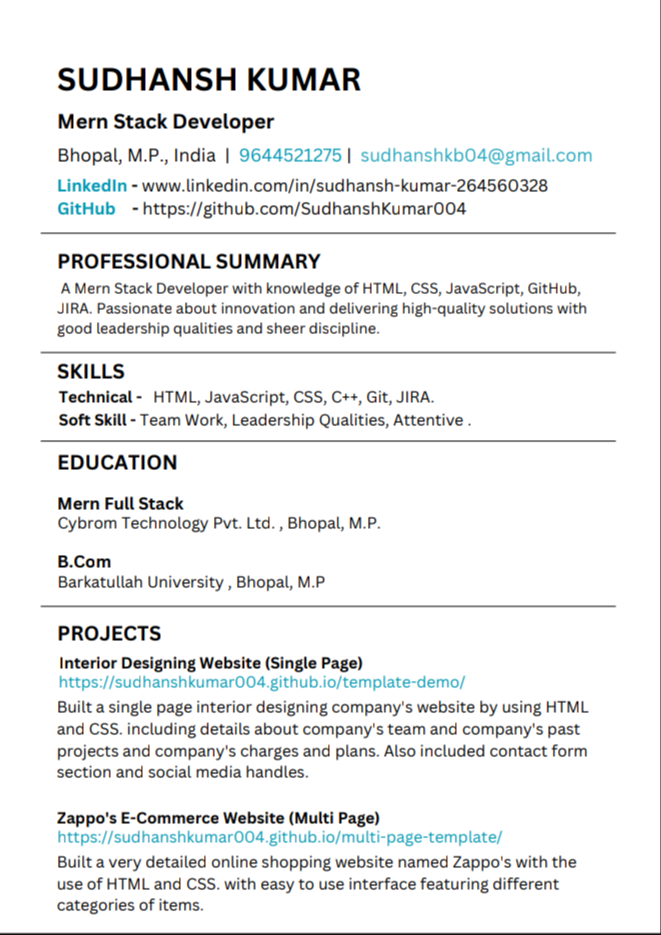 SUDHANSH KUMAR
Mern Stack Developer
Bhopal, M.P., India | 9644521275 | sudhanshkb04@gmail.com
LinkedIn - www.linkedin.com/in/sudhansh-kumar-264560328
GitHub - https://github.com/SudhanshKumar004
PROFESSIONAL SUMMARY
A Mern Stack Developer with knowledge of HTML, CSS, JavaScript, GitHub,
JIRA. Passionate about innovation and delivering high-quality solutions with
good leadership qualities and sheer discipline.
SKILLS
Technical - HTML, JavaScript, CSS, C++, Git, JIRA.
Soft Skill - Team Work, Leadership Qualities, Attentive .
EDUCATION
Mern Full Stack
Cybrom Technology Pvt. Ltd. , Bhopal, M.P.
B.Com
Barkatullah University , Bhopal, M.P
PROJECTS
Interior Designing Website (Single Page)
https://sudhanshkumar004.github.io/template-demo/
Built a single page interior designing company's website by using HTML
and CSS. including details about company's team and company's past
projects and company's charges and plans. Also included contact form
section and social media handles.
Zappo's E-Commerce Website (Multi Page)
https://sudhanshkumar004.github.io/multi-page-template/
Built a very detailed online shopping website named Zappo's with the
use of HTML and CSS. with easy to use interface featuring different
categories of items.